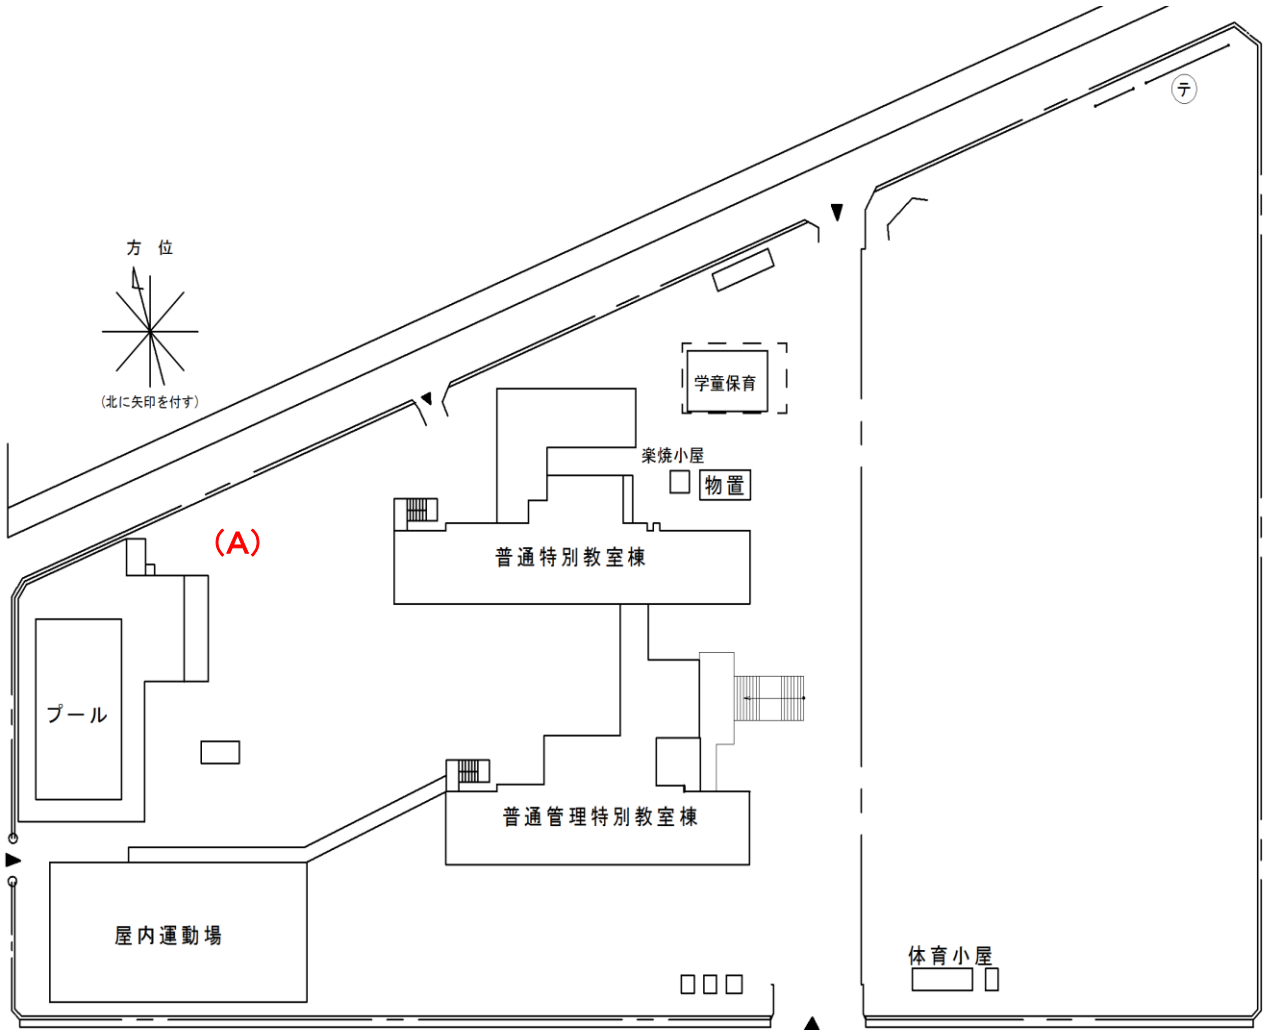 テ
方 位
(北に矢印を付す)
学童保育
楽焼小屋
物置
(A)
普通特別教室棟
プール
普通管理特別教室棟
屋内運動場
体育小屋